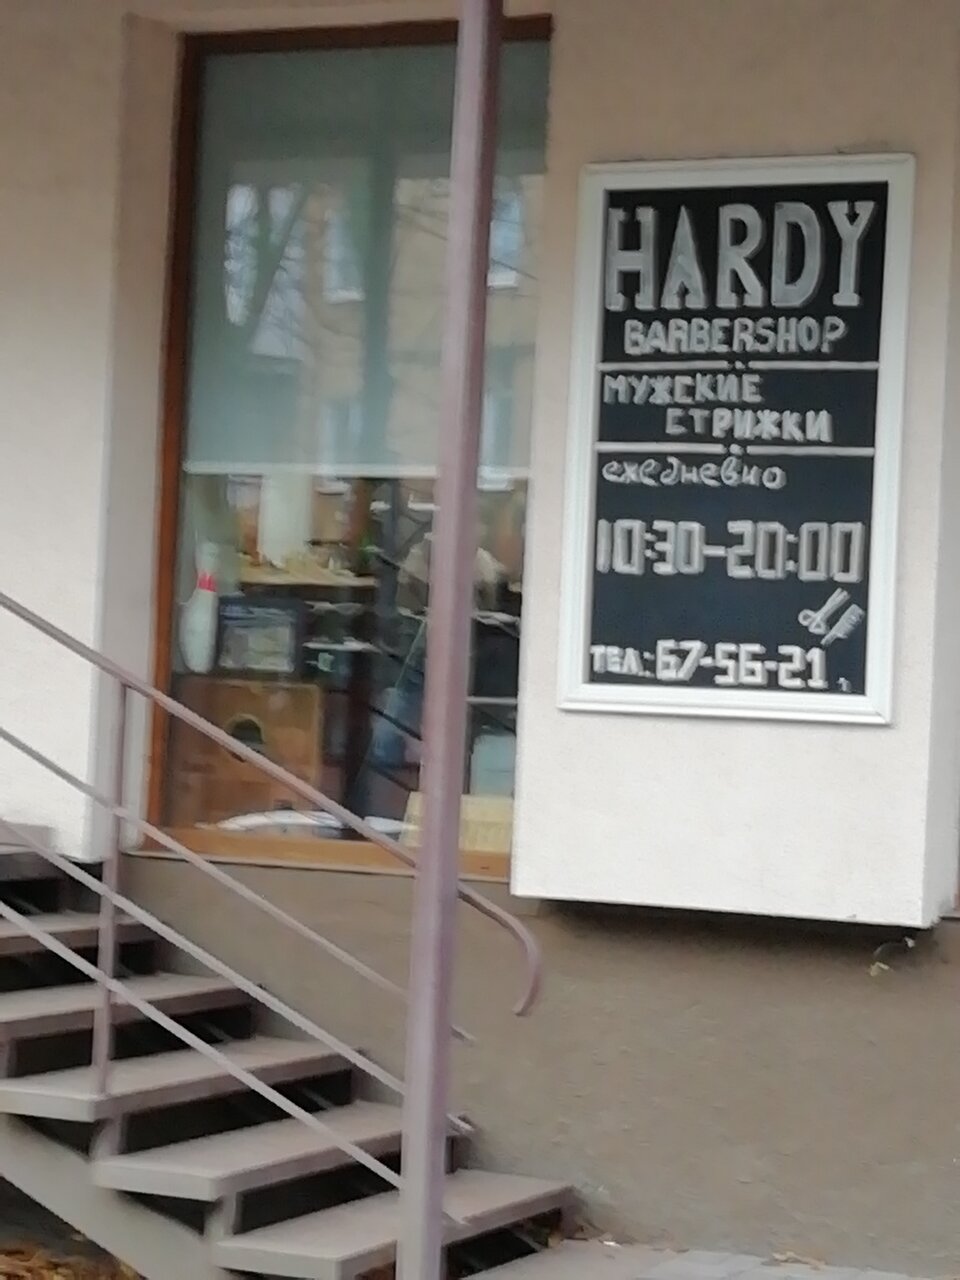 HARDY
BARBERSHOP
МУЖСКИЕ
СТРИЖКИ
ежедневно
10:30-20:00
ТЕЛ.: 67-56-21